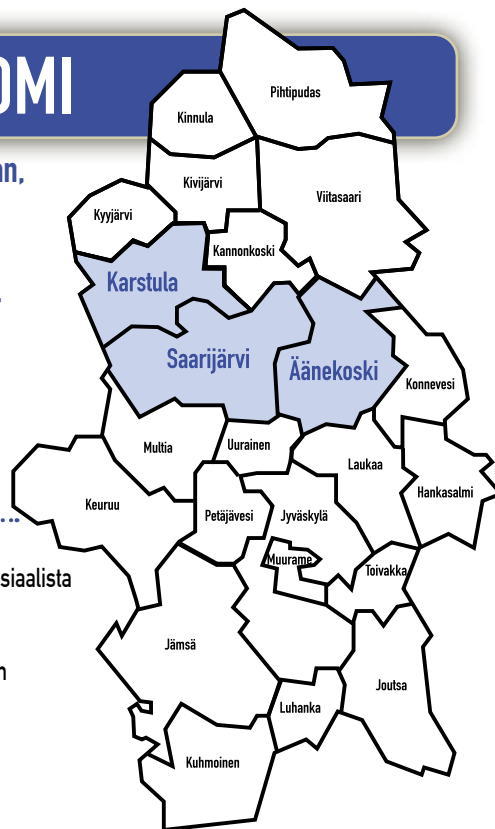 OMI
an,
siaalista
n
Pihtipudas
Kinnula
Kivijärvi
Viitasaari
Kyyjärvi
Kannonkoski
Karstula
Saarijärvi
Äänekoski
Konnevesi
Multia
Uurainen
Laukaa
Hankasalmi
Keuruu
Petäjävesi
Jyväskylä
Muurame
Toivakka
Jämsä
Joutsa
Luhanka
Kuhmoinen